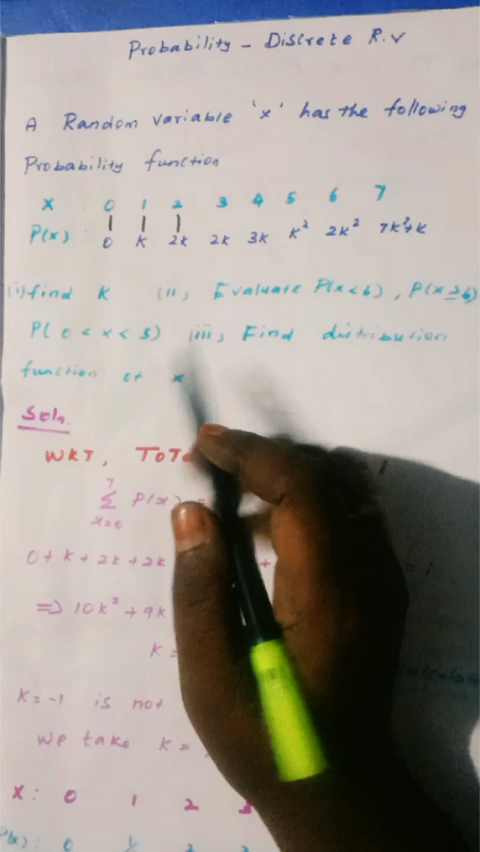 Probability - Discrete R.V
A Random variable 'x' has the following
Probability function
X : 0 1 2 3 4 5 6 7
P(x) : 0 k 2k 2k 3k k² 2k² 7k²+k
(i) find k (ii) Evaluate P(x<6), P(x≥6)
P(0<x<5) (iii) Find distribution
function of x
Soln.
WKT,
7
Σ P(x)
x=0
0+k+2k+2k
⇒ 10k²+9k
k =
k=-1 is not
we take k =
X : 0 1 2 3
P(x) : 0